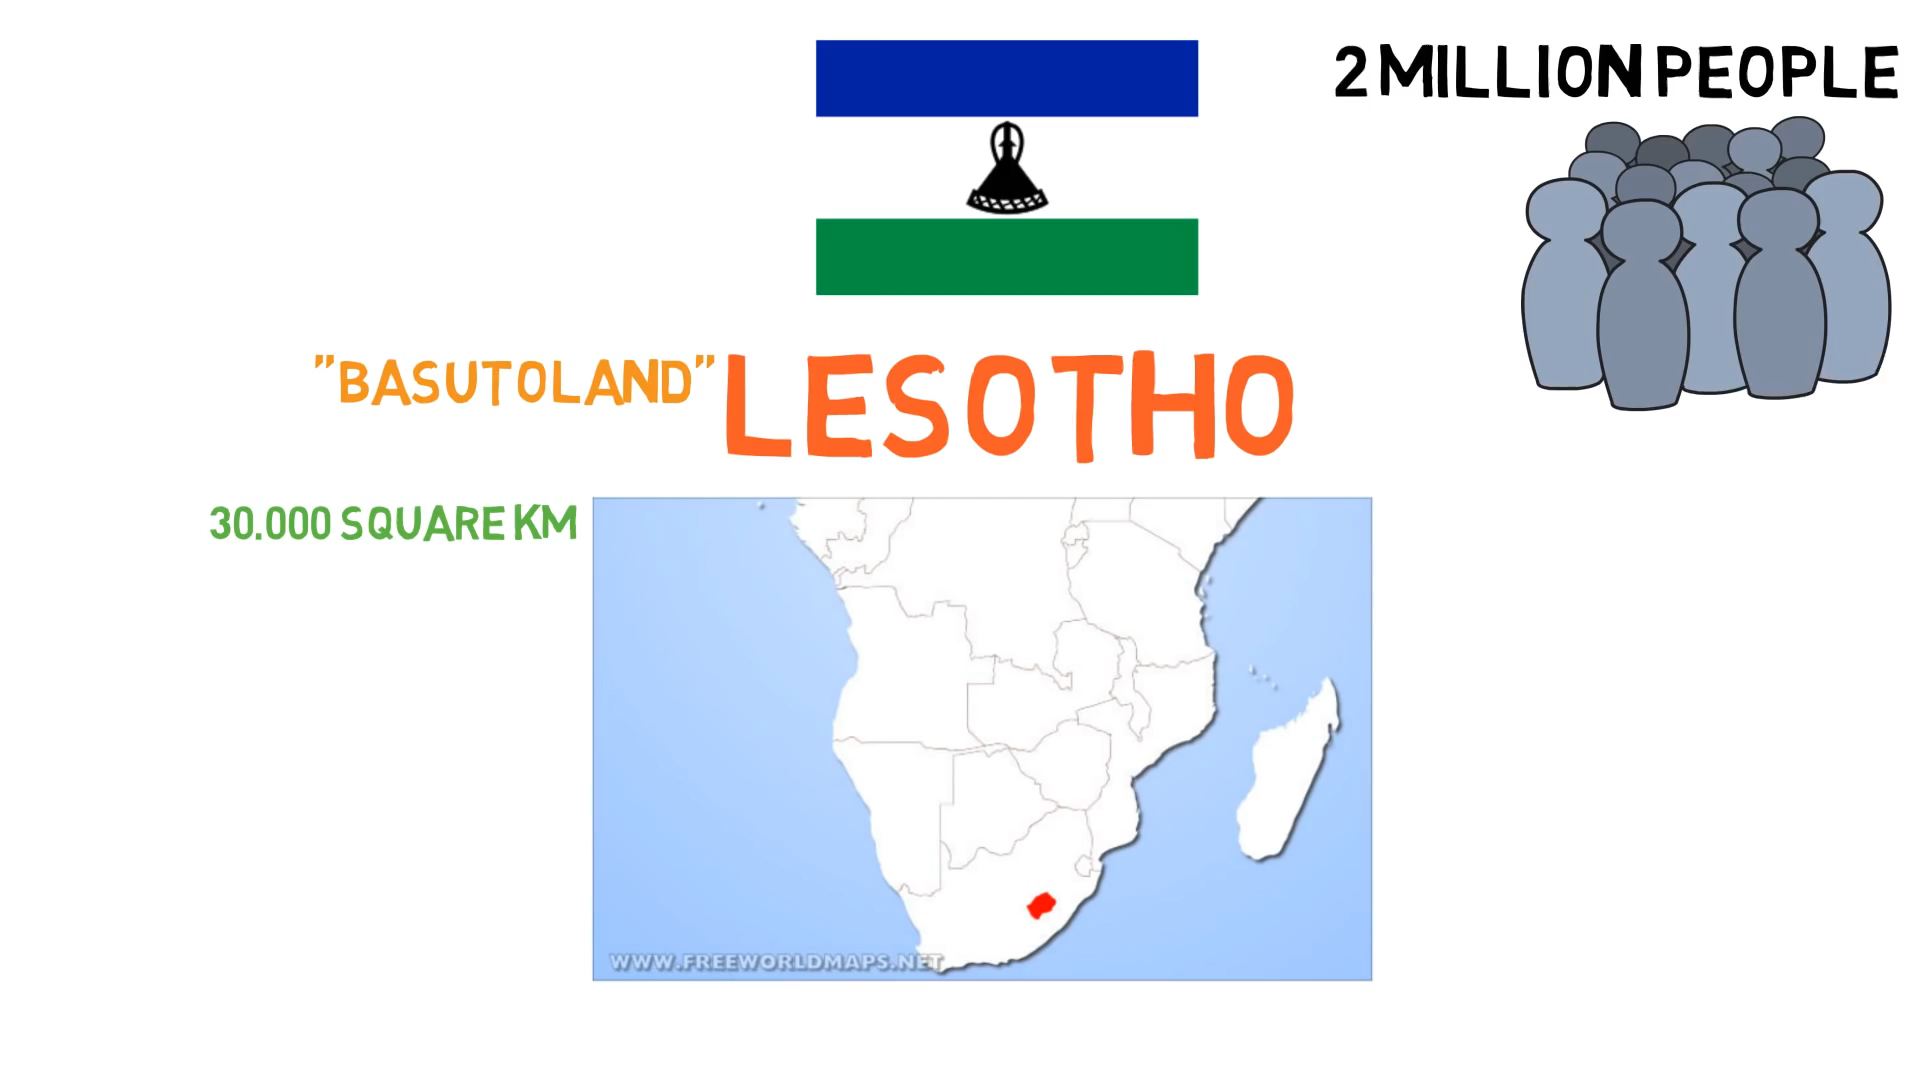 2 MILLION PEOPLE
"BASUTOLAND" LESOTHO
30.000 SQUARE KM
WWW.FREEWORLDMAPS.NET